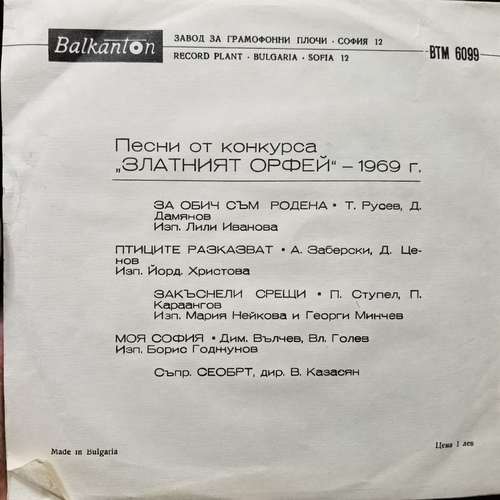 Balkanton
ЗАВОД ЗА ГРАМОФОННИ ПЛОЧИ · СОФИЯ 12
RECORD PLANT · BULGARIA · SOFIA 12
ВТМ 6099
Песни от конкурса
„ЗЛАТНИЯТ ОРФЕЙ“ – 1969 г.
ЗА ОБИЧ СЪМ РОДЕНА • Т. Русев, Д.
Дамянов
Изп. Лили Иванова
ПТИЦИТЕ РАЗКАЗВАТ • А. Заберски, Д. Це-
нов
Изп. Йорд. Христова
ЗАКЪСНЕЛИ СРЕЩИ • П. Ступел, П.
Караангов
Изп. Мария Нейкова и Георги Минчев
МОЯ СОФИЯ • Дим. Вълчев, Вл. Голев
Изп. Борис Годжунов
Съпр. СЕОБРТ, дир. В. Казасян
Made in Bulgaria
Цена 1 лев